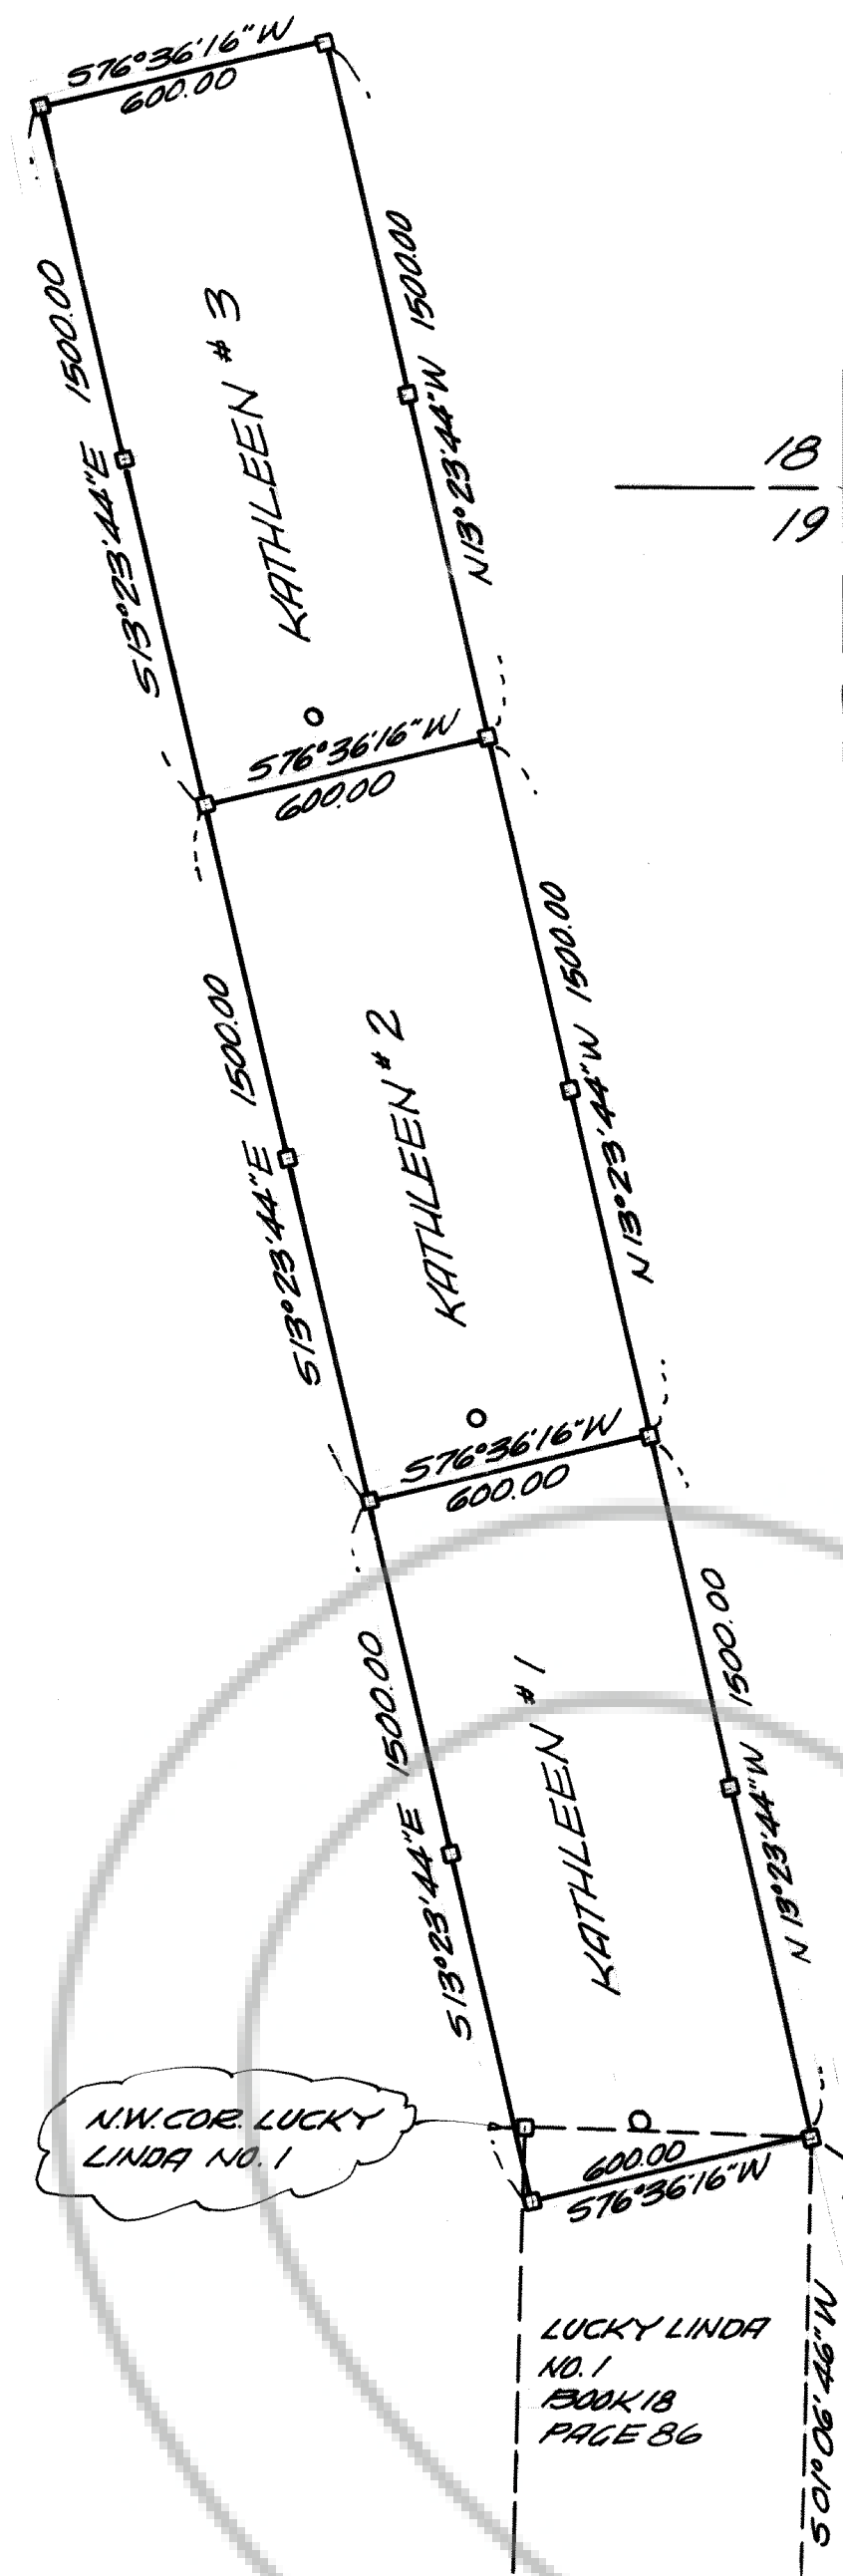 S76°36'16"W
600.00
1500.00
S13°23'44"E
KATHLEEN # 3
1500.00
N13°23'44"W
18
19
S76°36'16"W
600.00
1500.00
S13°23'44"E
KATHLEEN # 2
1500.00
N13°23'44"W
S76°36'16"W
600.00
1500.00
S13°23'44"E
KATHLEEN # 1
1500.00
N13°23'44"W
N.W. COR. LUCKY
LINDA NO. 1
600.00
S76°36'16"W
LUCKY LINDA
NO. 1
BOOK 18
PAGE 86
S01°06'46"W